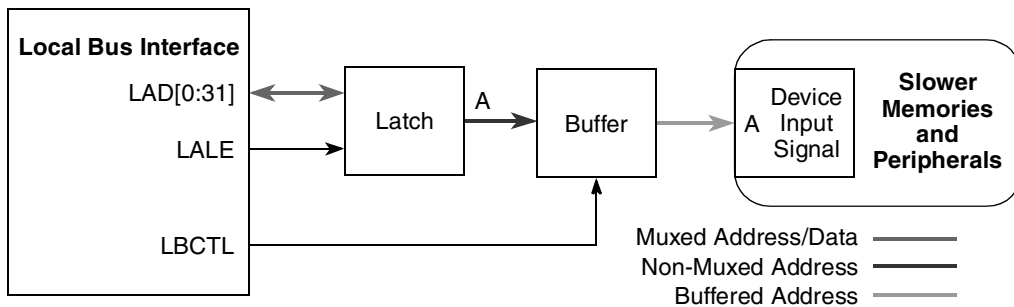 Local Bus Interface
LAD[0:31]
LALE
LBCTL
Latch
A
Buffer
A
Device
Input
Signal
Slower
Memories
and
Peripherals
Muxed Address/Data
Non-Muxed Address
Buffered Address